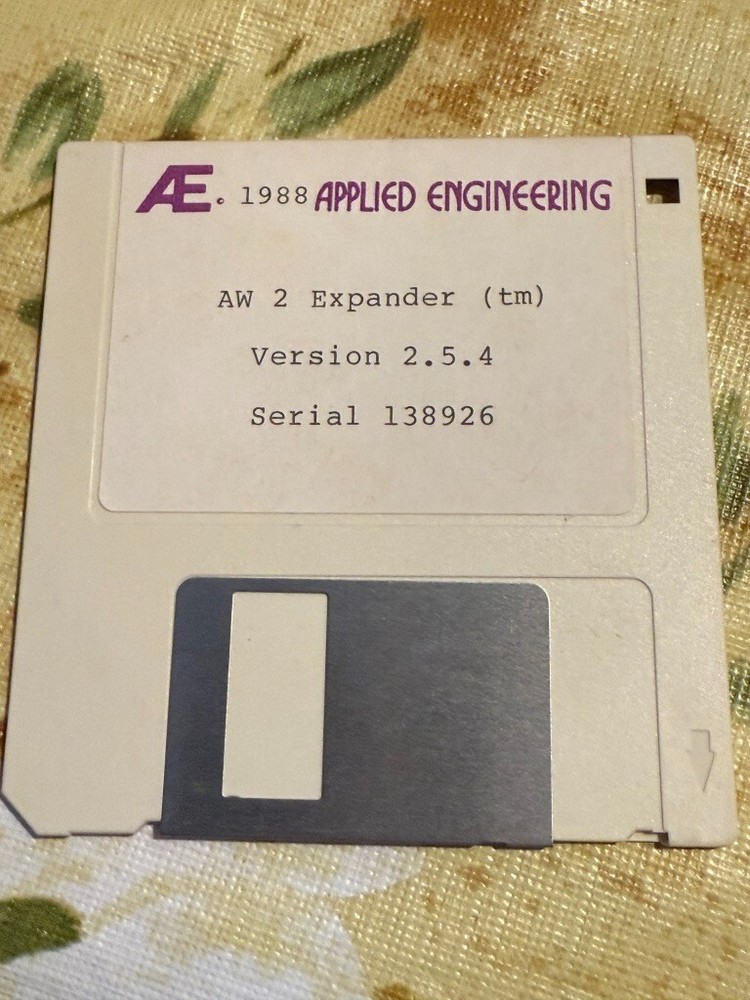 Æ. 1988 APPLIED ENGINEERING
AW 2 Expander (tm)
Version 2.5.4
Serial 138926